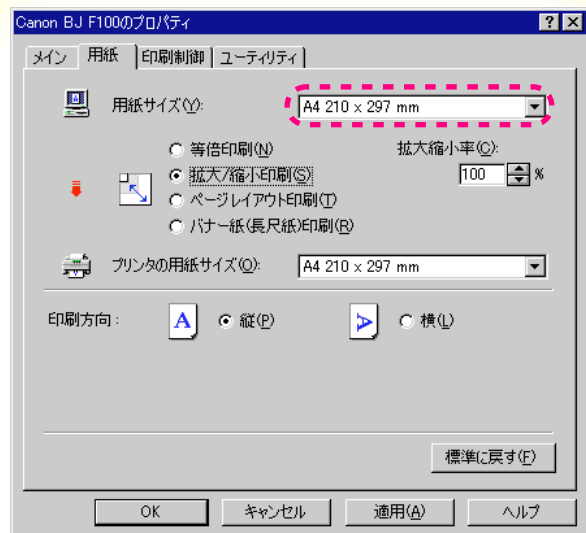 Canon BJ F100のプロパティ
メイン 用紙 印刷制御 ユーティリティ
用紙サイズ(Y): A4 210 x 297 mm
等倍印刷(N) 拡大縮小率(C):
拡大/縮小印刷(S) 100 %
ページレイアウト印刷(T)
バナー紙(長尺紙)印刷(R)
プリンタの用紙サイズ(O): A4 210 x 297 mm
印刷方向: A 縦(P) A 横(L)
標準に戻す(F)
OK キャンセル 適用(A) ヘルプ